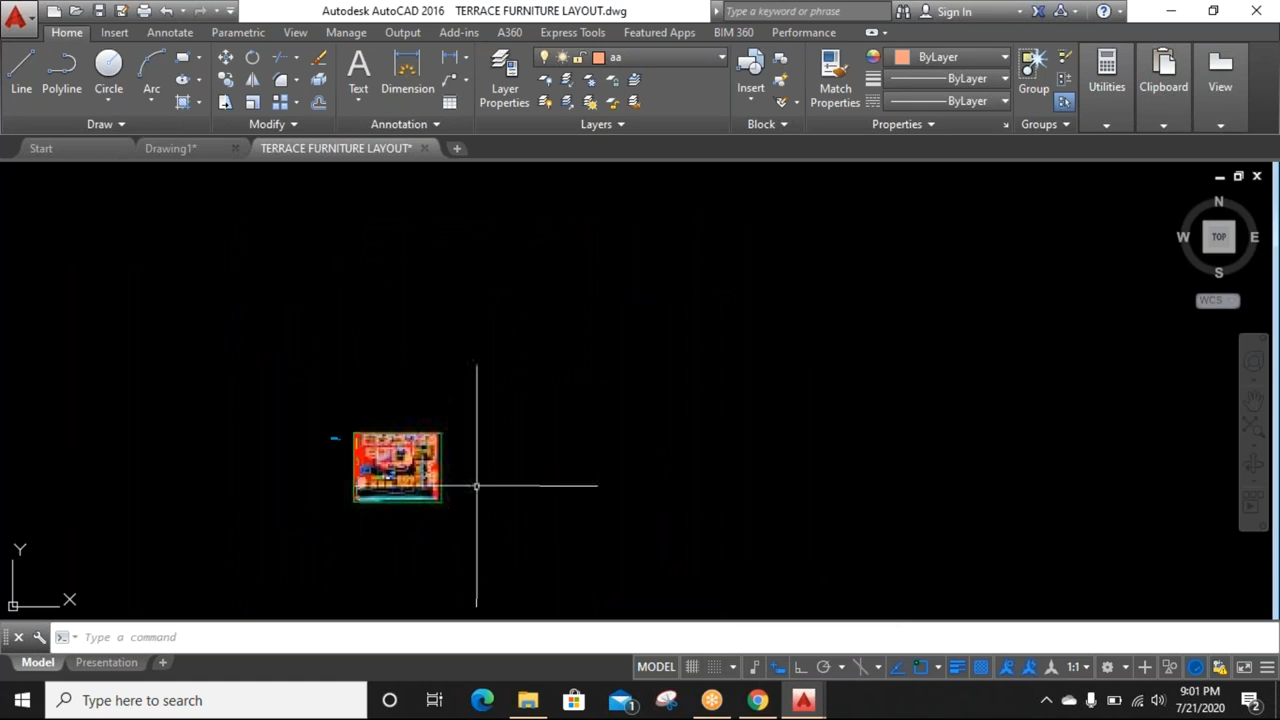 Autodesk AutoCAD 2016 TERRACE FURNITURE LAYOUT.dwg
Type a keyword or phrase
Sign In
Home Insert Annotate Parametric View Manage Output Add-ins A360 Express Tools Featured Apps BIM 360 Performance
aa
ByLayer
ByLayer
ByLayer
Line Polyline Circle Arc
Text Dimension
Layer Properties
Insert
Match Properties
Group
Utilities
Clipboard
View
Draw Modify Annotation Layers Block Properties Groups
Start Drawing1* TERRACE FURNITURE LAYOUT*
N
W TOP E
S
WCS
Y
X
Type a command
Model Presentation
MODEL 1:1
Type here to search
1
9:01 PM
7/21/2020
2